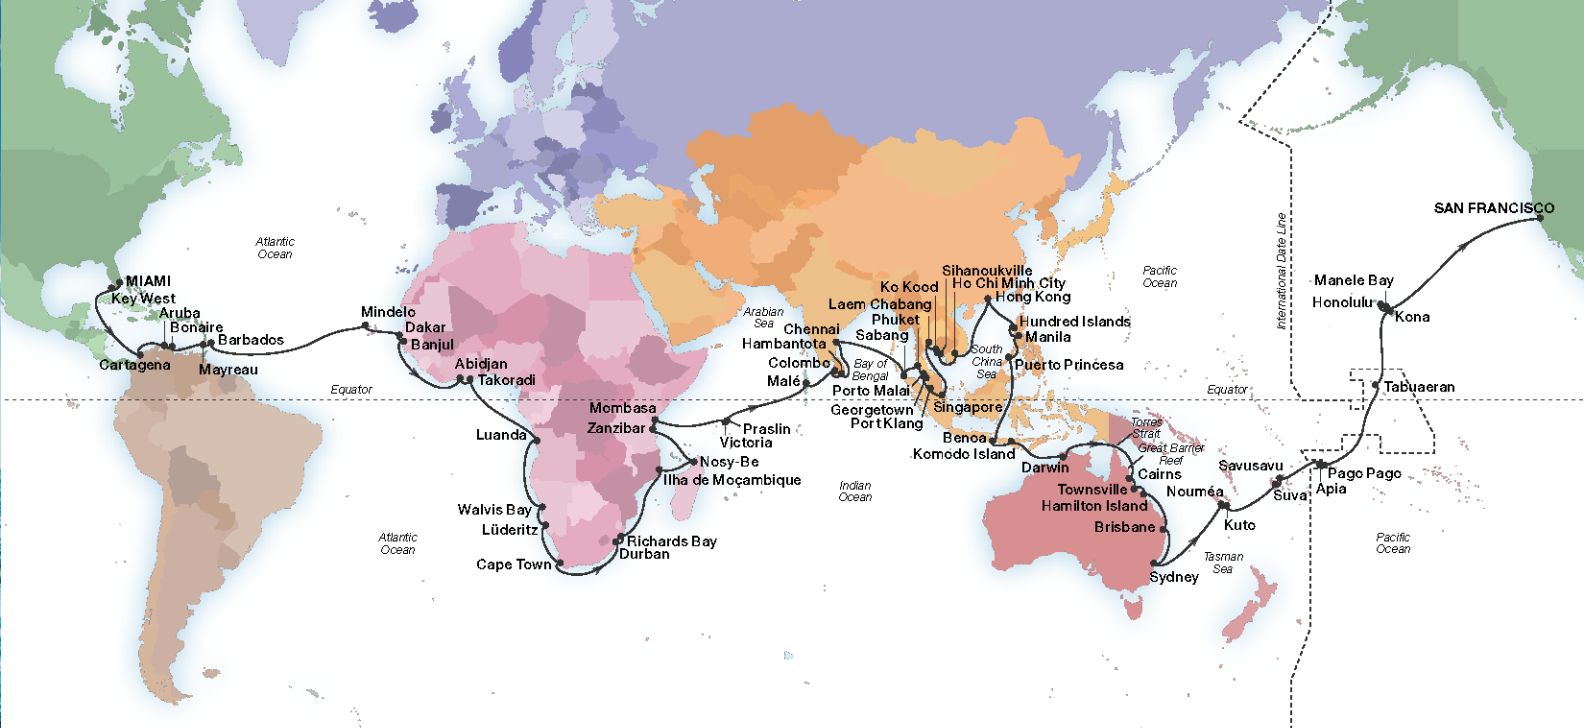 MIAMI
Key West
Aruba
Bonaire
Barbados
Cartagena
Mayreau
Atlantic
Ocean
Mindelo
Dakar
Banjul
Abidjan
Takoradi
Equator
Luanda
Walvis Bay
Lüderitz
Cape Town
Atlantic
Ocean
Richards Bay
Durban
Mombasa
Zanzibar
Nosy-Be
Ilha de Moçambique
Praslin
Victoria
Arabian
Sea
Chennai
Hambantota
Colombo
Malé
Bay of
Bengal
Indian
Ocean
Sihanoukville
Ko Kood
Ho Chi Minh City
Laem Chabang
Hong Kong
Phuket
Sabang
Hundred Islands
Manila
South
China
Sea
Puerto Princesa
Porto Malai
Georgetown
Port Klang
Singapore
Benoa
Komodo Island
Darwin
Torres
Strait
Great Barrier
Reef
Cairns
Townsville
Hamilton Island
Brisbane
Sydney
Tasman
Sea
Nouméa
Kuto
Savusavu
Suva
Apia
Pago Pago
Equator
Tabuaeran
Pacific
Ocean
International Date Line
Manele Bay
Honolulu
Kona
SAN FRANCISCO
Pacific
Ocean